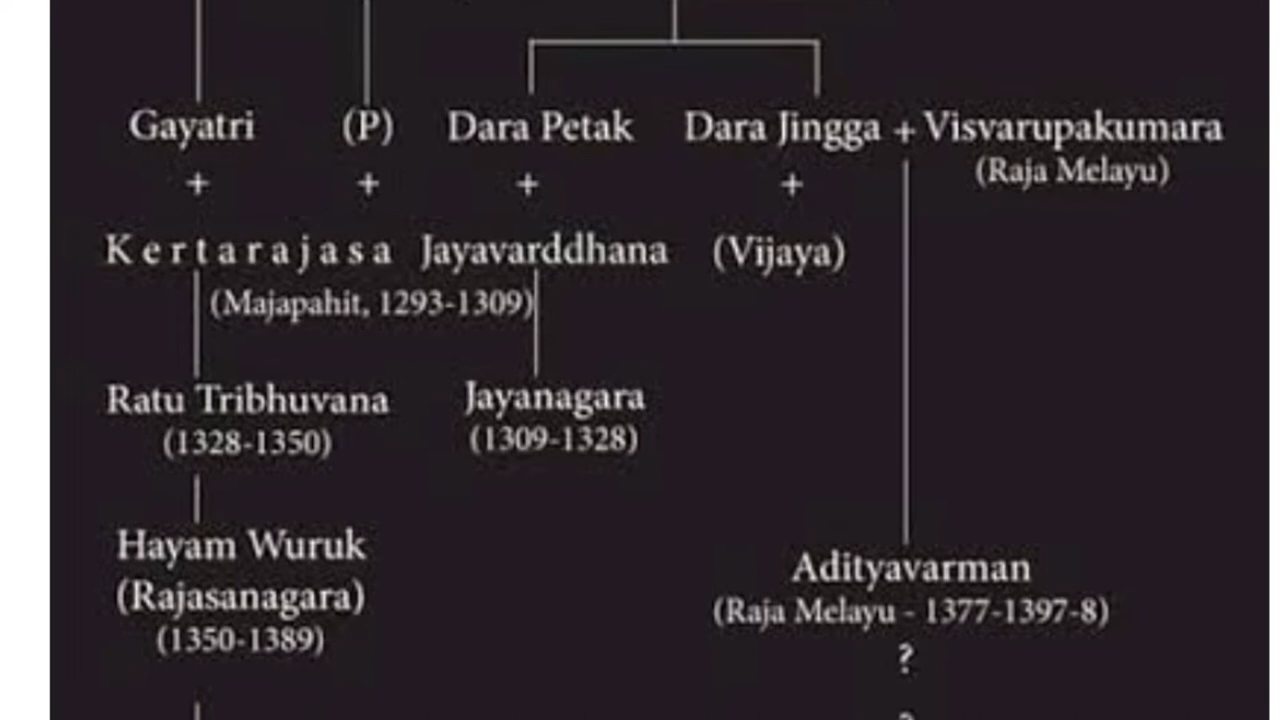 Gayatri (P) Dara Petak Dara Jingga + Visvarupakumara
(Raja Melayu)
+ + + +
Kertarajasa Jayavarddhana (Vijaya)
(Majapahit, 1293-1309)
Ratu Tribhuvana Jayanagara
(1328-1350) (1309-1328)
Hayam Wuruk
(Rajasanagara)
(1350-1389)
Adityavarman
(Raja Melayu - 1377-1397-8)
?